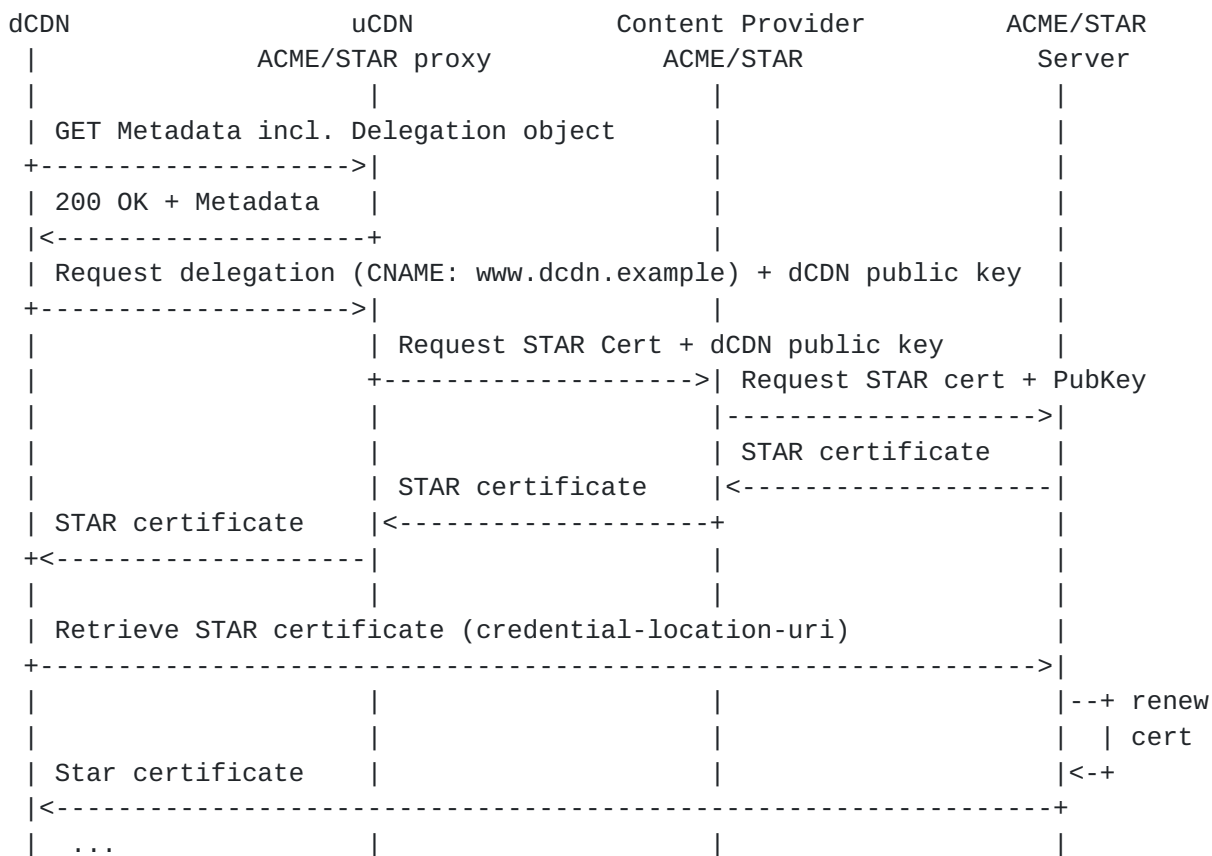 dCDN uCDN Content Provider ACME/STAR
ACME/STAR proxy ACME/STAR Server
GET Metadata incl. Delegation object
200 OK + Metadata
Request delegation (CNAME: www.dcdn.example) + dCDN public key
Request STAR Cert + dCDN public key
Request STAR cert + PubKey
STAR certificate
STAR certificate
STAR certificate
Retrieve STAR certificate (credential-location-uri)
renew
cert
Star certificate
...